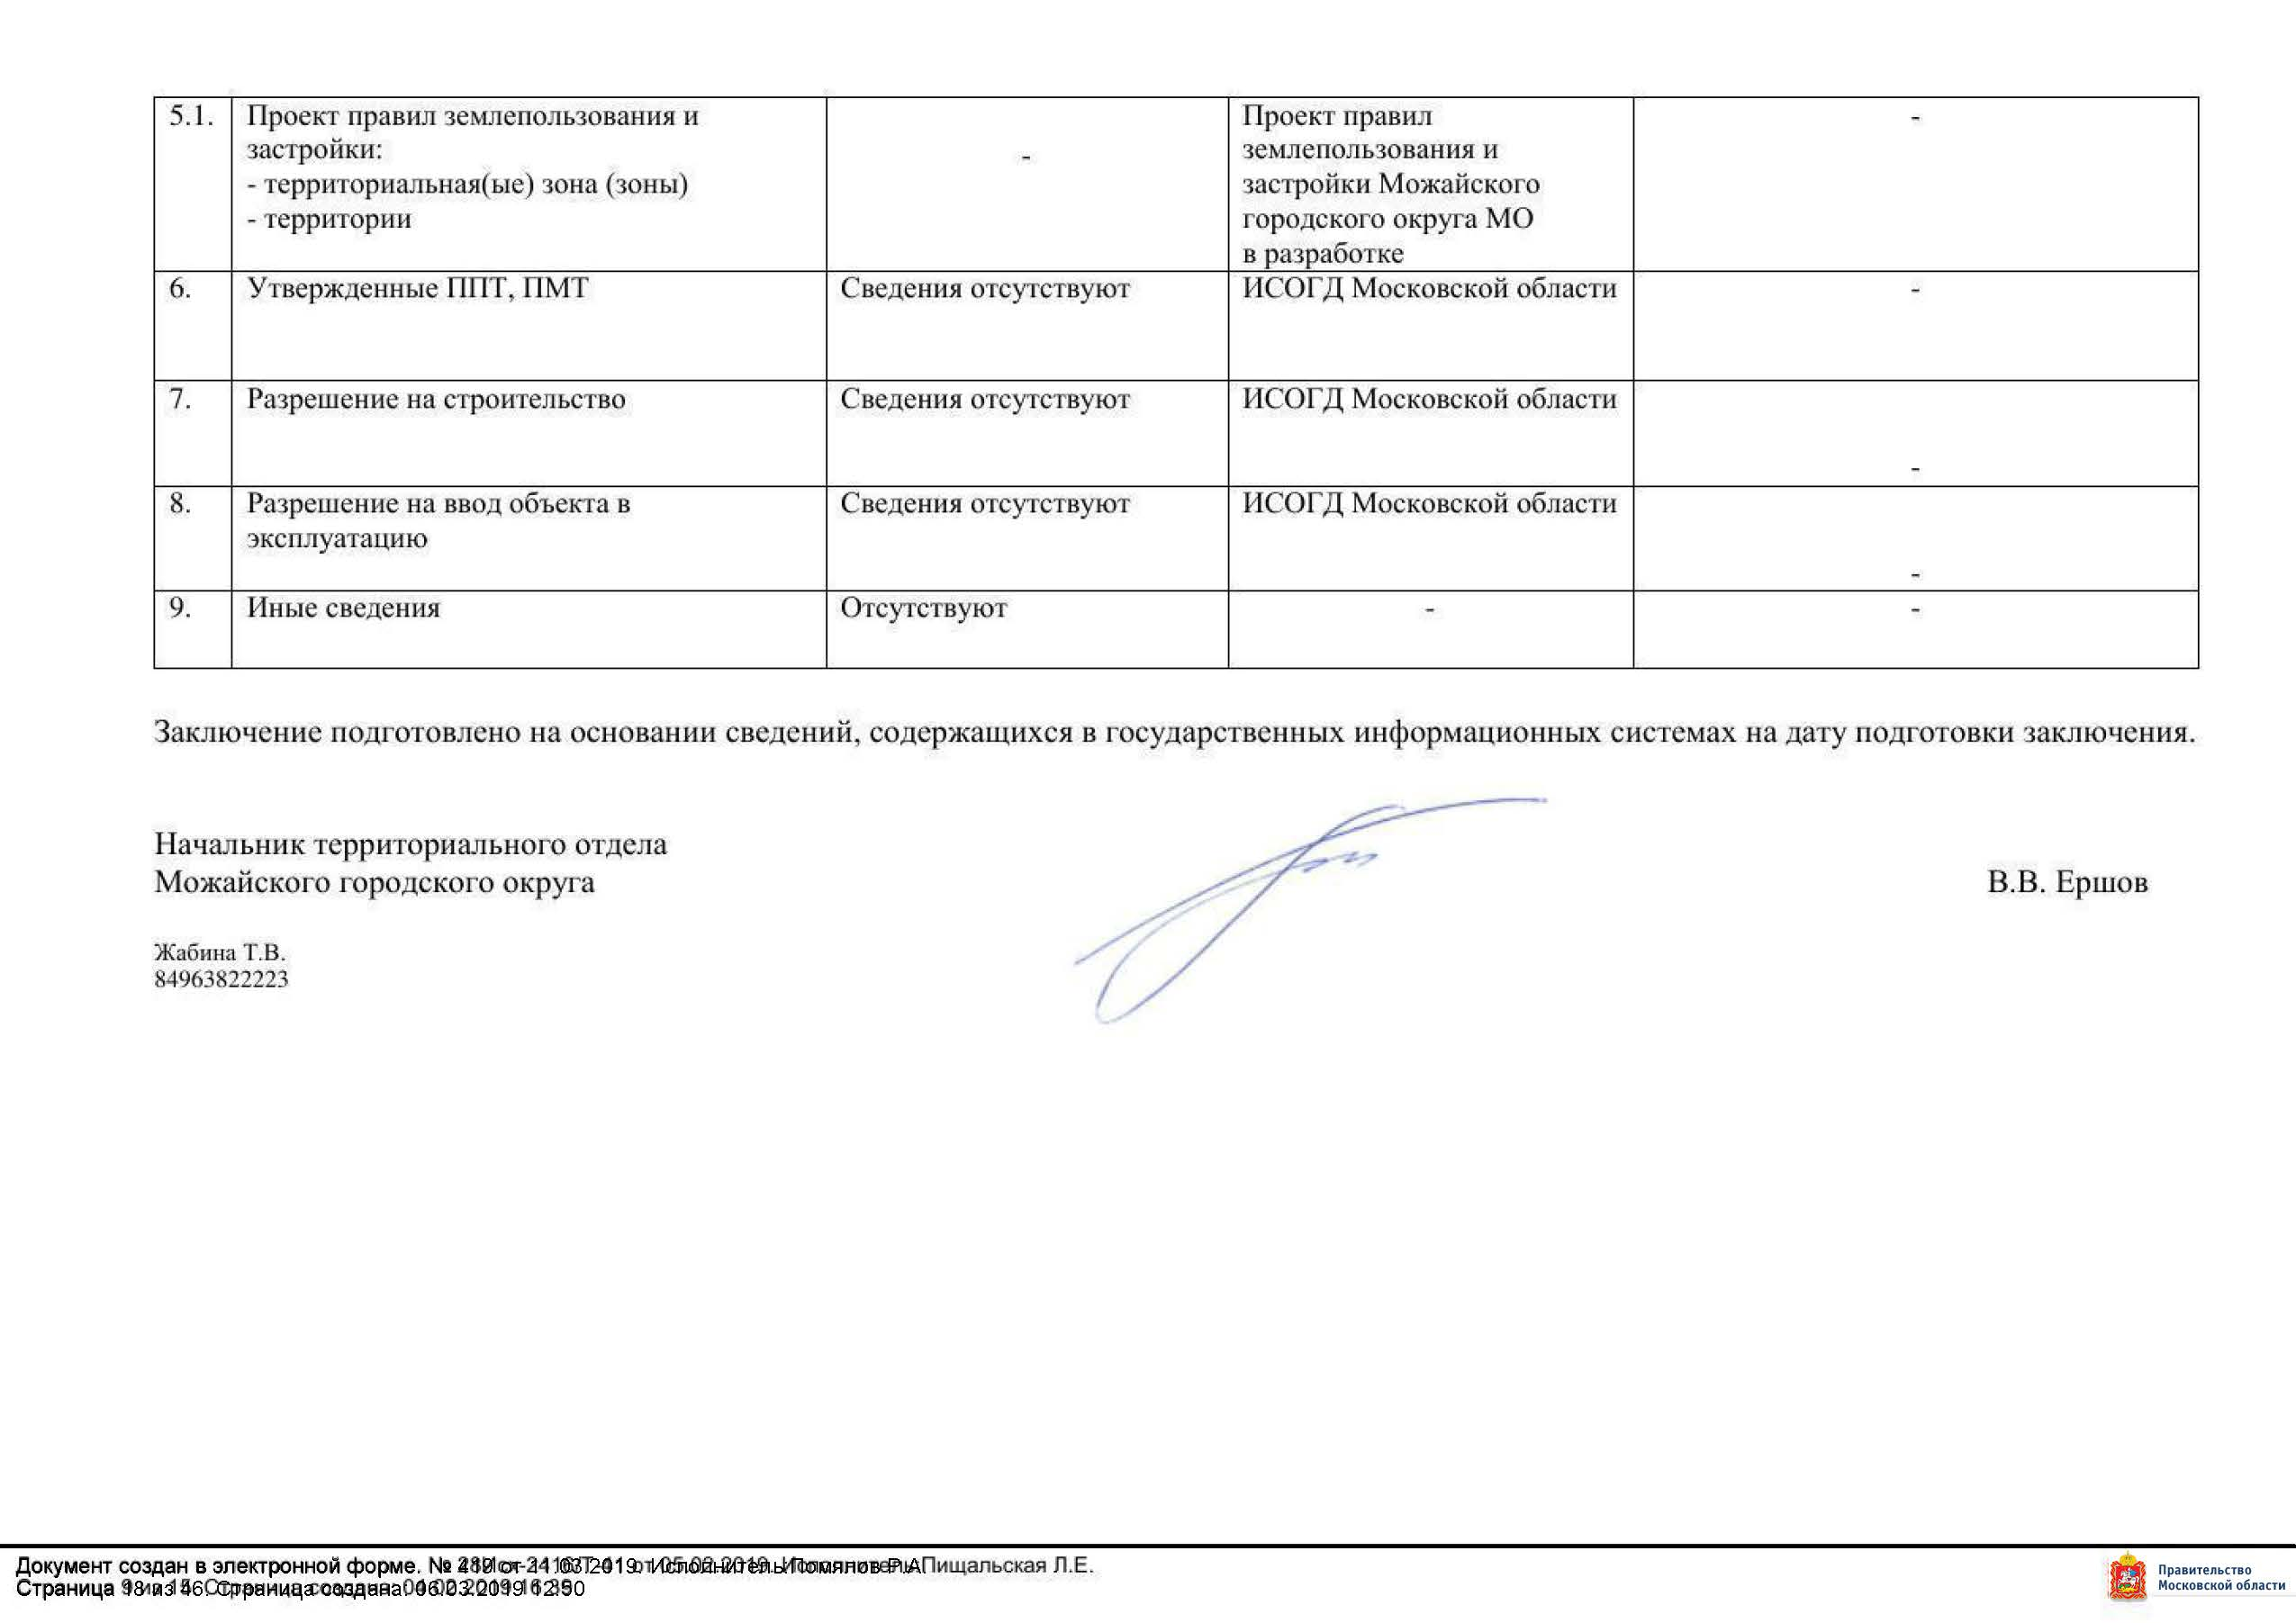 5.1.
Проект правил землепользования и
застройки:
- территориальная(ые) зона (зоны)
- территории
-
Проект правил
землепользования и
застройки Можайского
городского округа МО
в разработке
-
6.
Утвержденные ППТ, ПМТ
Сведения отсутствуют
ИСОГД Московской области
-
7.
Разрешение на строительство
Сведения отсутствуют
ИСОГД Московской области
-
8.
Разрешение на ввод объекта в
эксплуатацию
Сведения отсутствуют
ИСОГД Московской области
-
9.
Иные сведения
Отсутствуют
-
-
Заключение подготовлено на основании сведений, содержащихся в государственных информационных системах на дату подготовки заключения.
Начальник территориального отдела
Можайского городского округа
В.В. Ершов
Жабина Т.В.
84963822223
Документ создан в электронной форме. № Пищальская Л.Е.
Страница
Правительство
Московской области